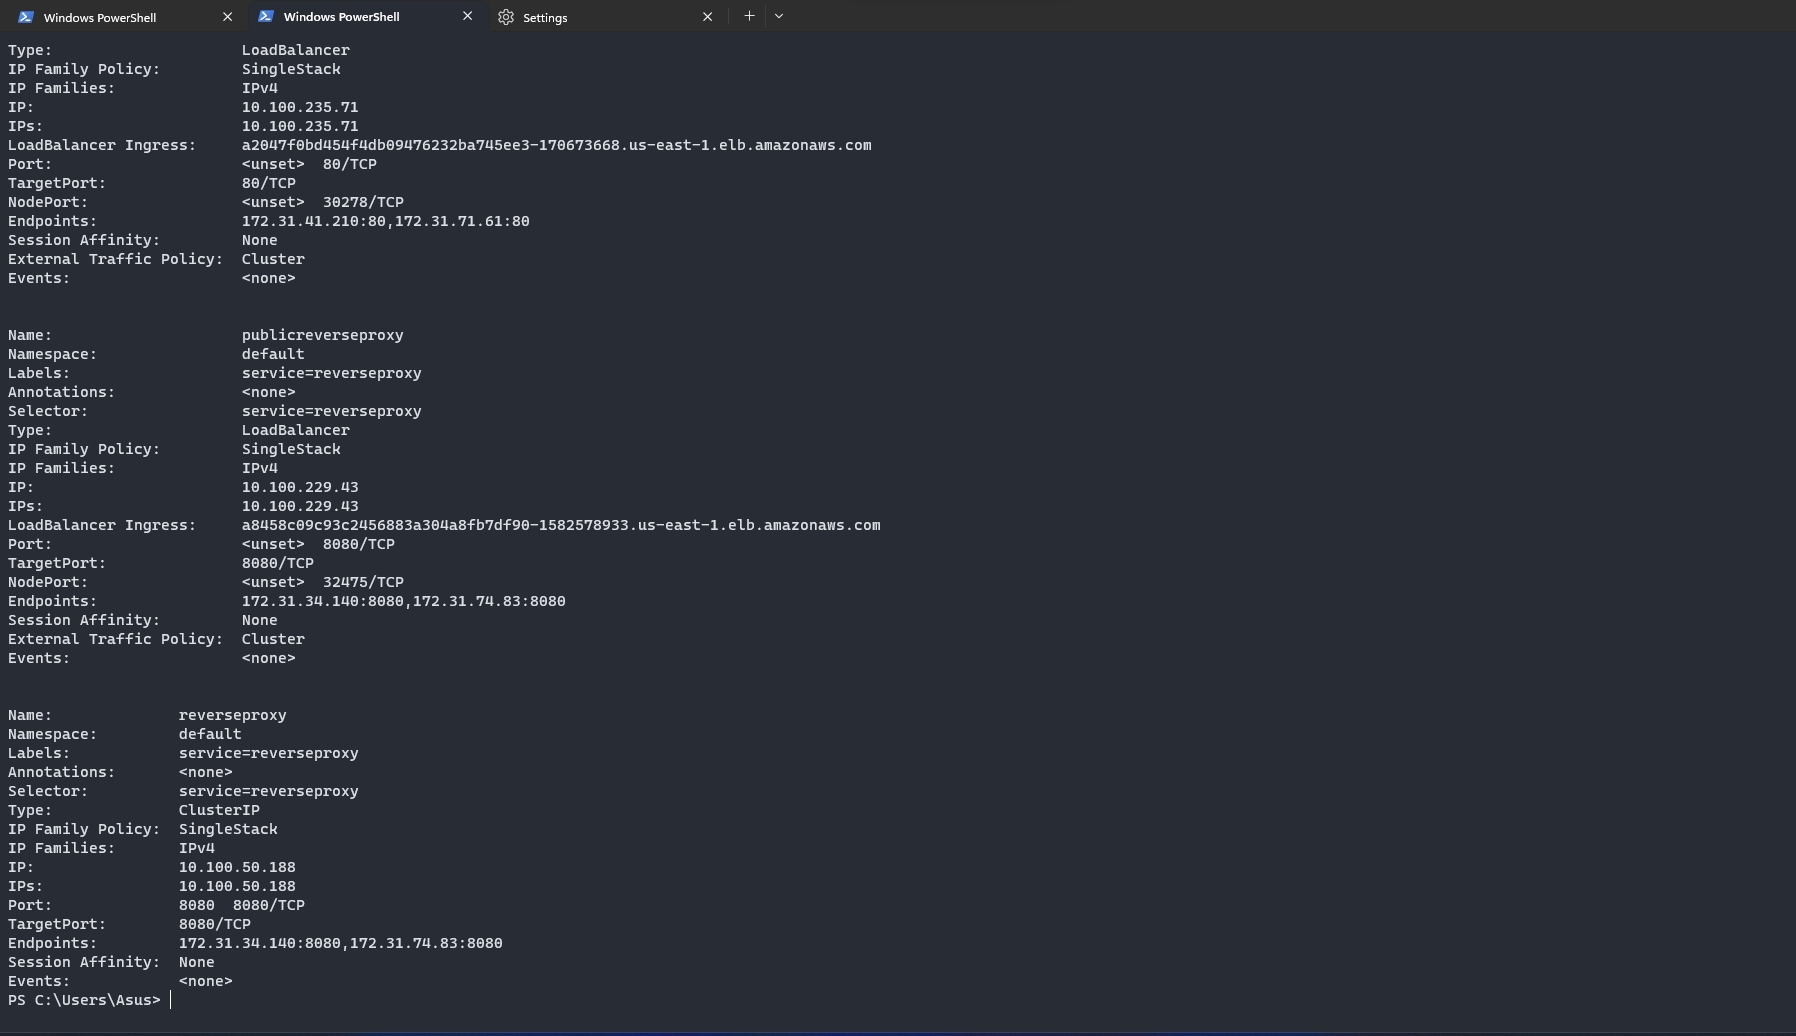 Windows PowerShell
Windows PowerShell
Settings
Type: LoadBalancer
IP Family Policy: SingleStack
IP Families: IPv4
IP: 10.100.235.71
IPs: 10.100.235.71
LoadBalancer Ingress: a2047f0bd454f4db09476232ba745ee3-170673668.us-east-1.elb.amazonaws.com
Port: <unset> 80/TCP
TargetPort: 80/TCP
NodePort: <unset> 30278/TCP
Endpoints: 172.31.41.210:80,172.31.71.61:80
Session Affinity: None
External Traffic Policy: Cluster
Events: <none>
Name: publicreverseproxy
Namespace: default
Labels: service=reverseproxy
Annotations: <none>
Selector: service=reverseproxy
Type: LoadBalancer
IP Family Policy: SingleStack
IP Families: IPv4
IP: 10.100.229.43
IPs: 10.100.229.43
LoadBalancer Ingress: a8458c09c93c2456883a304a8fb7df90-1582578933.us-east-1.elb.amazonaws.com
Port: <unset> 8080/TCP
TargetPort: 8080/TCP
NodePort: <unset> 32475/TCP
Endpoints: 172.31.34.140:8080,172.31.74.83:8080
Session Affinity: None
External Traffic Policy: Cluster
Events: <none>
Name: reverseproxy
Namespace: default
Labels: service=reverseproxy
Annotations: <none>
Selector: service=reverseproxy
Type: ClusterIP
IP Family Policy: SingleStack
IP Families: IPv4
IP: 10.100.50.188
IPs: 10.100.50.188
Port: 8080 8080/TCP
TargetPort: 8080/TCP
Endpoints: 172.31.34.140:8080,172.31.74.83:8080
Session Affinity: None
Events: <none>
PS C:\Users\Asus>